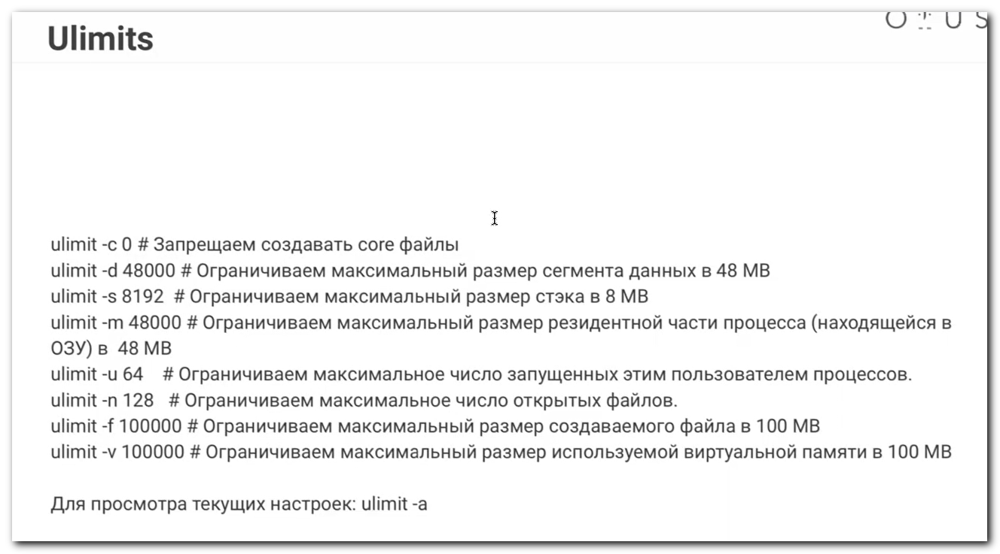 Ulimits
ulimit -c 0 # Запрещаем создавать core файлы
ulimit -d 48000 # Ограничиваем максимальный размер сегмента данных в 48 MB
ulimit -s 8192 # Ограничиваем максимальный размер стэка в 8 MB
ulimit -m 48000 # Ограничиваем максимальный размер резидентной части процесса (находящейся в
ОЗУ) в 48 MB
ulimit -u 64 # Ограничиваем максимальное число запущенных этим пользователем процессов.
ulimit -n 128 # Ограничиваем максимальное число открытых файлов.
ulimit -f 100000 # Ограничиваем максимальный размер создаваемого файла в 100 MB
ulimit -v 100000 # Ограничиваем максимальный размер используемой виртуальной памяти в 100 MB
Для просмотра текущих настроек: ulimit -a